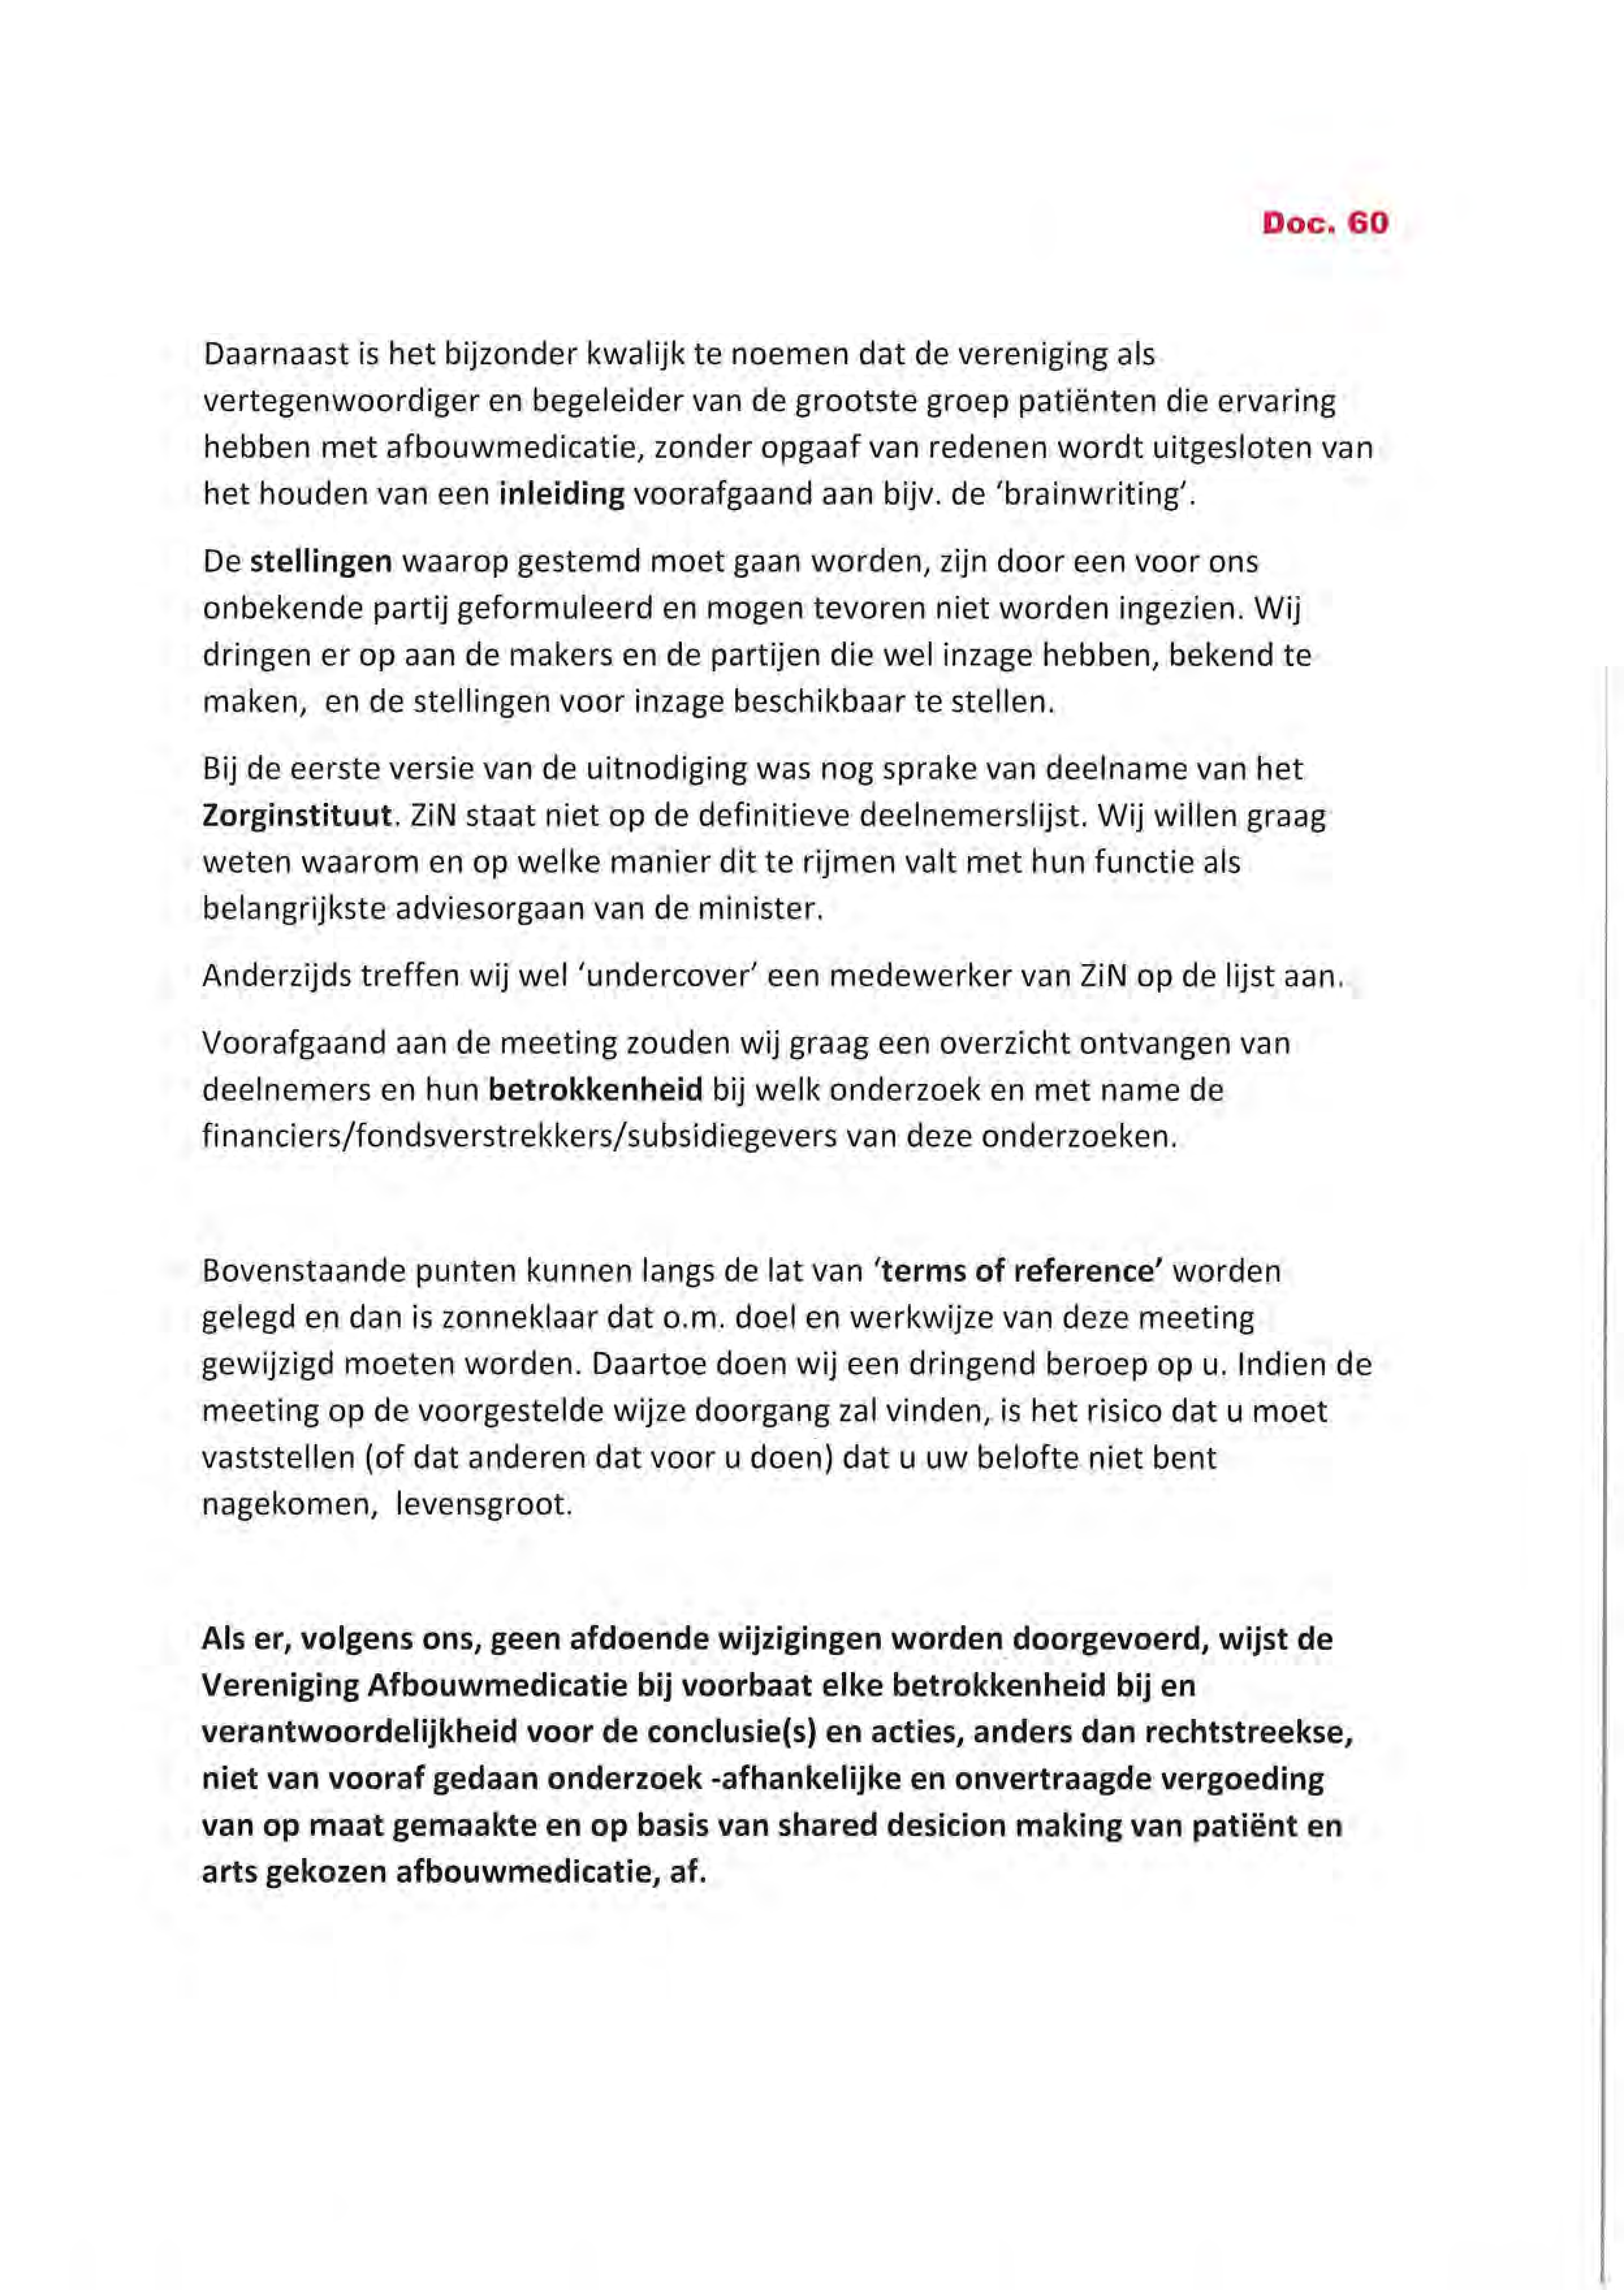 Doc. 60
Daarnaast is het bijzonder kwalijk te noemen dat de vereniging als
vertegenwoordiger en begeleider van de grootste groep patiënten die ervaring
hebben met afbouwmedicatie, zonder opgaaf van redenen wordt uitgesloten van
het houden van een inleiding voorafgaand aan bijv. de ‘brainwriting’.
De stellingen waarop gestemd moet gaan worden, zijn door een voor ons
onbekende partij geformuleerd en mogen tevoren niet worden ingezien. Wij
dringen er op aan de makers en de partijen die wel inzage hebben, bekend te
maken, en de stellingen voor inzage beschikbaar te stellen.
Bij de eerste versie van de uitnodiging was nog sprake van deelname van het
Zorginstituut. ZiN staat niet op de definitieve deelnemerslijst. Wij willen graag
weten waarom en op welke manier dit te rijmen valt met hun functie als
belangrijkste adviesorgaan van de minister.
Anderzijds treffen wij wel ‘undercover’ een medewerker van ZiN op de lijst aan.
Voorafgaand aan de meeting zouden wij graag een overzicht ontvangen van
deelnemers en hun betrokkenheid bij welk onderzoek en met name de
financiers/fondsverstrekkers/subsidiegevers van deze onderzoeken.
Bovenstaande punten kunnen langs de lat van ‘terms of reference’ worden
gelegd en dan is zonneklaar dat o.m. doel en werkwijze van deze meeting
gewijzigd moeten worden. Daartoe doen wij een dringend beroep op u. Indien de
meeting op de voorgestelde wijze doorgang zal vinden, is het risico dat u moet
vaststellen (of dat anderen dat voor u doen) dat u uw belofte niet bent
nagekomen, levensgroot.
Als er, volgens ons, geen afdoende wijzigingen worden doorgevoerd, wijst de
Vereniging Afbouwmedicatie bij voorbaat elke betrokkenheid bij en
verantwoordelijkheid voor de conclusie(s) en acties, anders dan rechtstreekse,
niet van vooraf gedaan onderzoek -afhankelijke en onvertraagde vergoeding
van op maat gemaakte en op basis van shared desicion making van patiënt en
arts gekozen afbouwmedicatie, af.